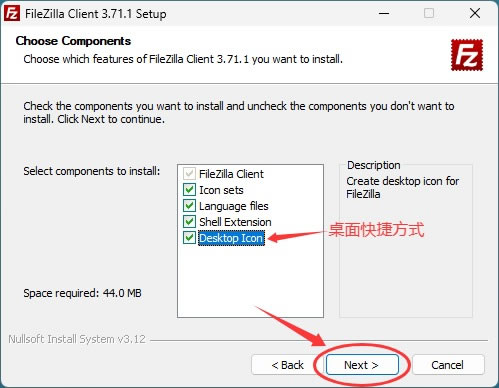 FileZilla Client 3.71.1 Setup
Choose Components
Choose which features of FileZilla Client 3.71.1 you want to install.
Fz
Check the components you want to install and uncheck the components you don't want to
install. Click Next to continue.
Select components to install:
FileZilla Client
Icon sets
Language files
Shell Extension
Desktop Icon
Description
Create desktop icon for
FileZilla
桌面快捷方式
Space required: 44.0 MB
Nullsoft Install System v3.12
< Back
Next >
Cancel